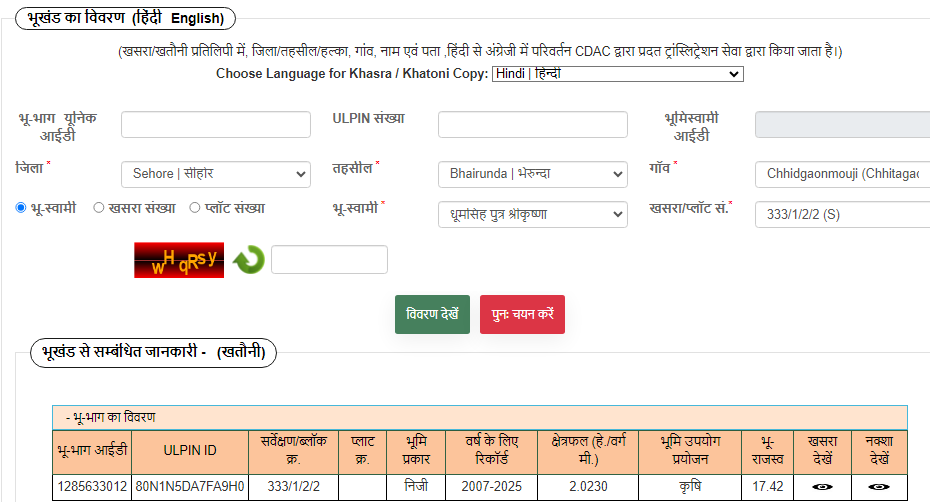 भूखंड का विवरण (हिंदी English)
(खसरा/खतौनी प्रतिलिपी में, जिला/तहसील/हल्का, गांव, नाम एवं पता ,हिंदी से अंग्रेजी में परिवर्तन CDAC द्वारा प्रदत ट्रांस्लिट्रेशन सेवा द्वारा किया जाता है।)
Choose Language for Khasra / Khatoni Copy: Hindi | हिन्दी
भू-भाग यूनिक आईडी ULPIN संख्या भूमिस्वामी आईडी
जिला * Sehore | सीहोर तहसील * Bhairunda | भेरुन्दा गाँव * Chhidgaonmouji (Chhitagac
भू-स्वामी खसरा संख्या प्लॉट संख्या भू-स्वामी * धूमसिह पुत्र श्रीकृष्णा खसरा/प्लॉट सं.* 333/1/2/2 (S)
wHqRsy
विवरण देखें पुनः चयन करें
भूखंड से सम्बंधित जानकारी - (खतौनी)
- भू-भाग का विवरण
भू-भाग आईडी ULPIN ID सर्वेक्षण/ब्लॉक क्र. प्लाट क्र. भूमि प्रकार वर्ष के लिए रिकॉर्ड क्षेत्रफल (हे./वर्ग मी.) भूमि उपयोग प्रयोजन भू-राजस्व खसरा देखें नक्शा देखें
1285633012 80N1N5DA7FA9H0 333/1/2/2 निजी 2007-2025 2.0230 कृषि 17.42